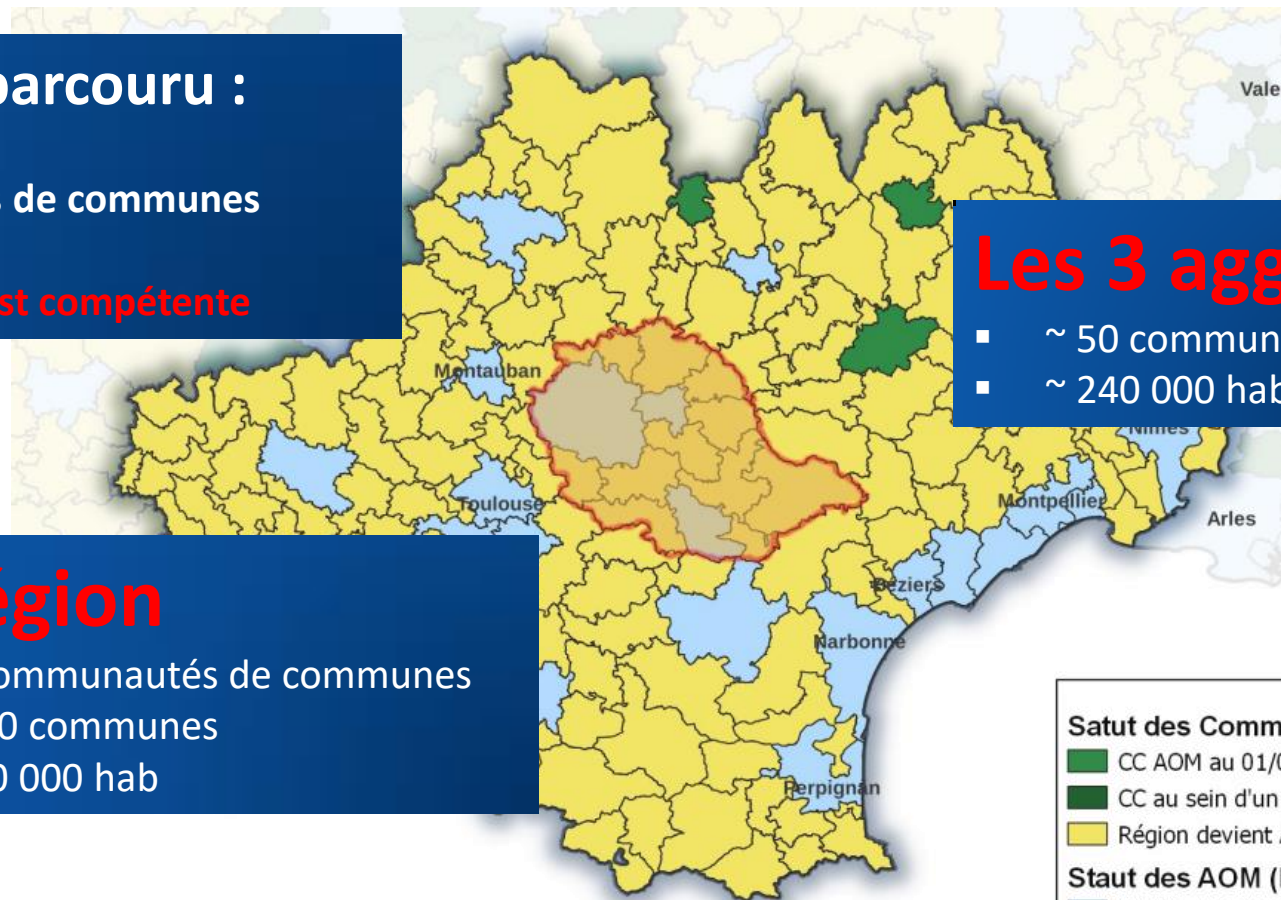 parcouru :
de communes
st compétente
Vale
Les 3 agg
▪ ~ 50 commun
▪ ~ 240 000 hab
Montauban
Nîmes
Toulouse
Montpellier
Arles
Béziers
Narbonne
Perpignan
égion
ommunautés de communes
0 communes
0 000 hab
Satut des Comm
CC AOM au 01/0
CC au sein d'un
Région devient
Staut des AOM (